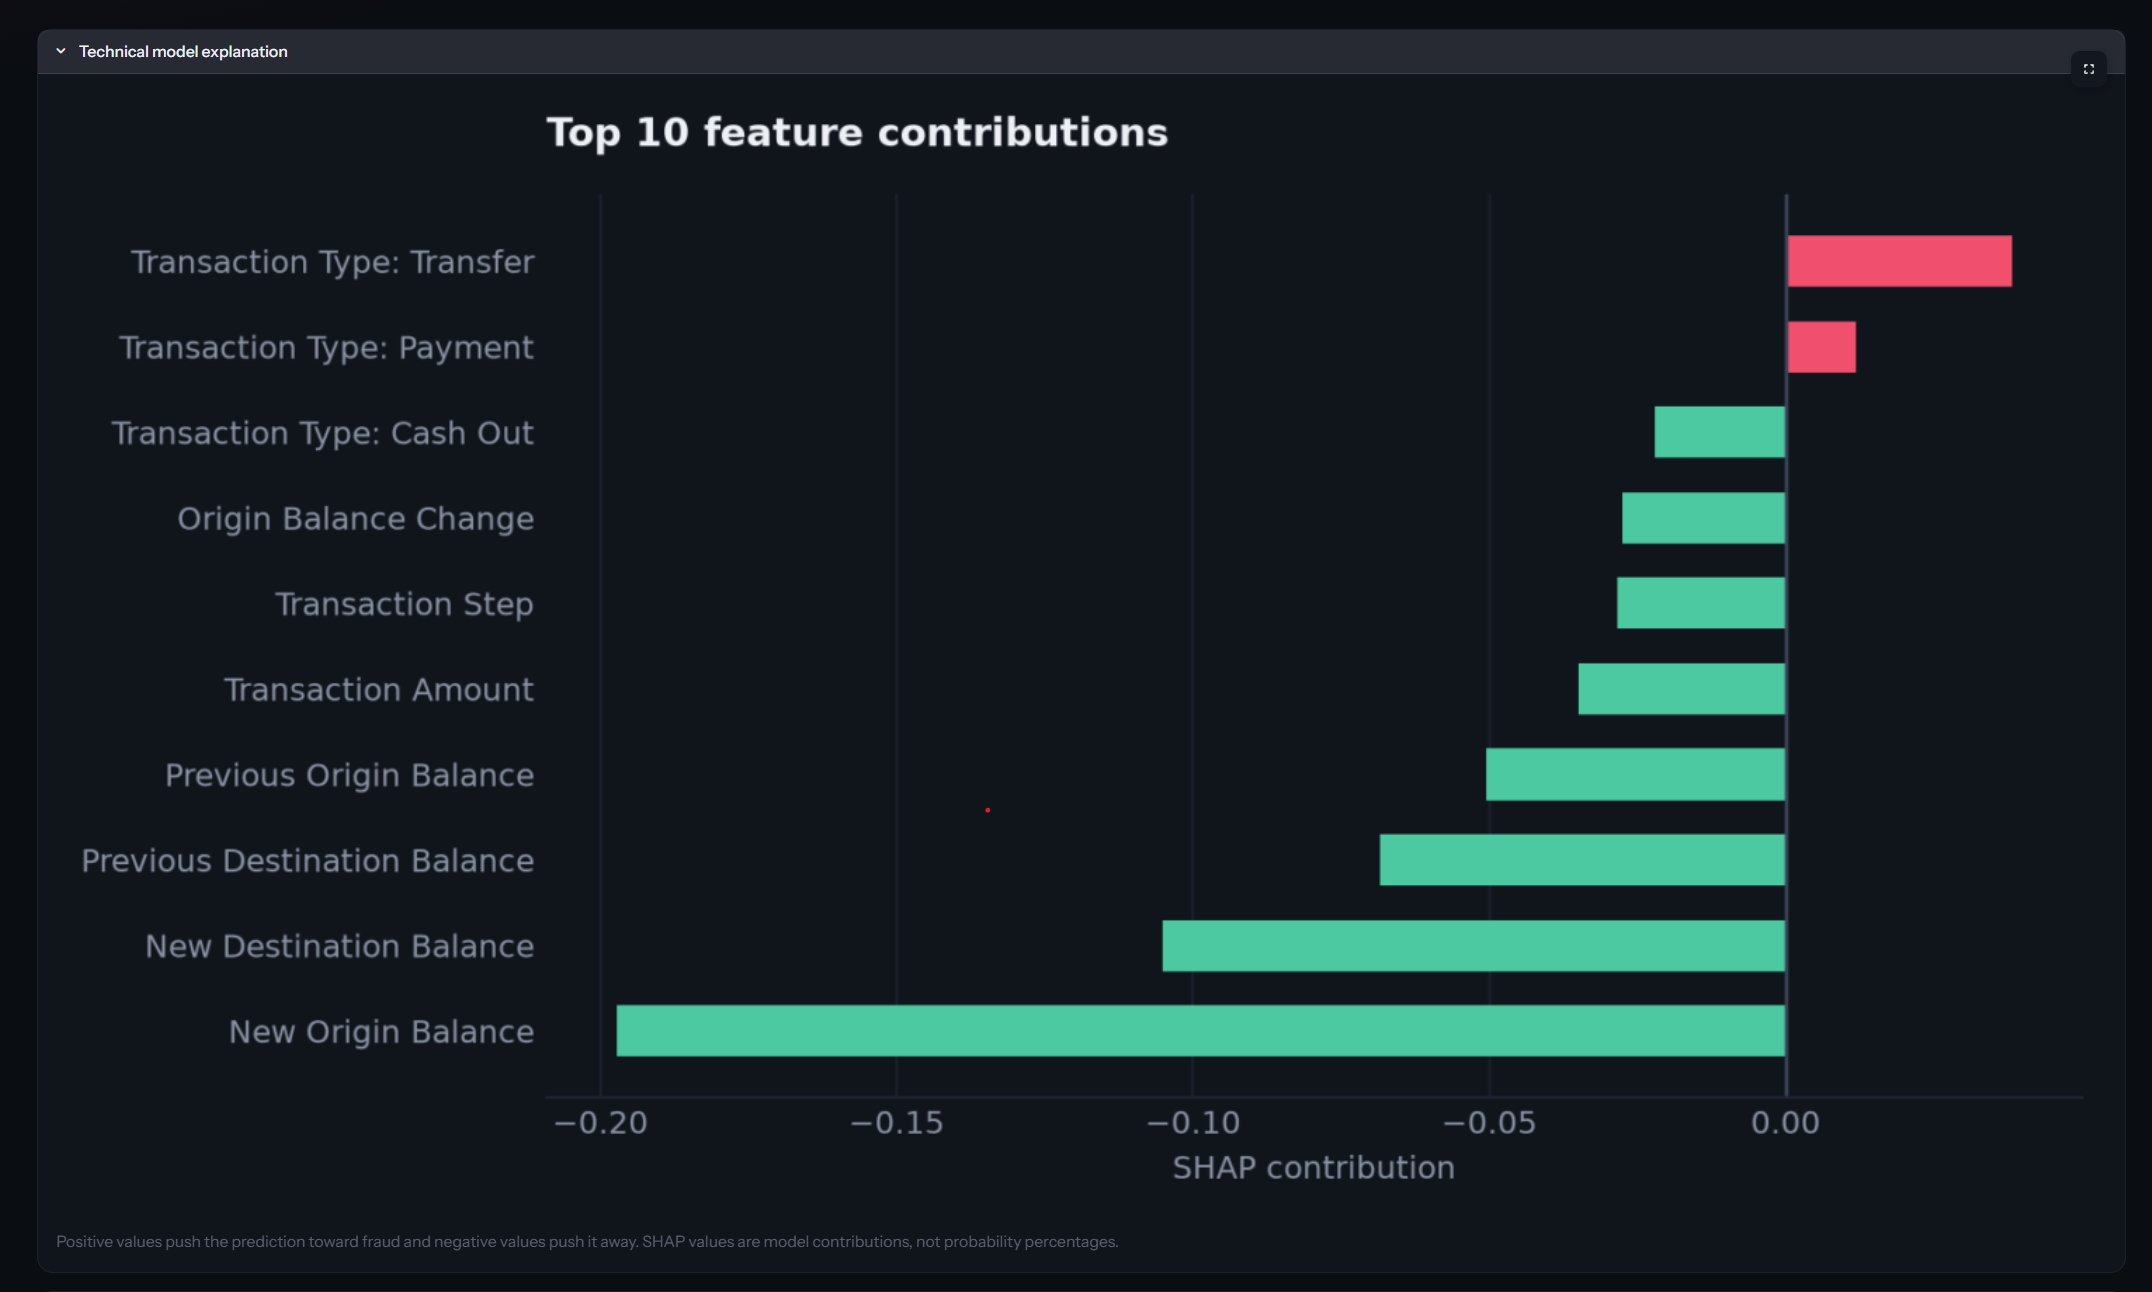 Technical model explanation
Top 10 feature contributions
Transaction Type: Transfer
Transaction Type: Payment
Transaction Type: Cash Out
Origin Balance Change
Transaction Step
Transaction Amount
Previous Origin Balance
Previous Destination Balance
New Destination Balance
New Origin Balance
−0.20 −0.15 −0.10 −0.05 0.00
SHAP contribution
Positive values push the prediction toward fraud and negative values push it away. SHAP values are model contributions, not probability percentages.